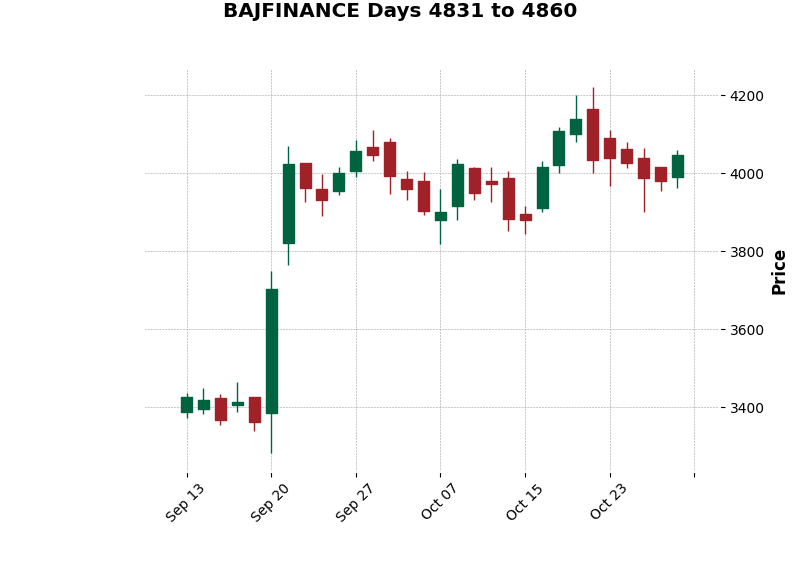 BAJFINANCE Days 4831 to 4860
4200
4000
3800
3600
3400
Price
Sep 13
Sep 20
Sep 27
Oct 07
Oct 15
Oct 23